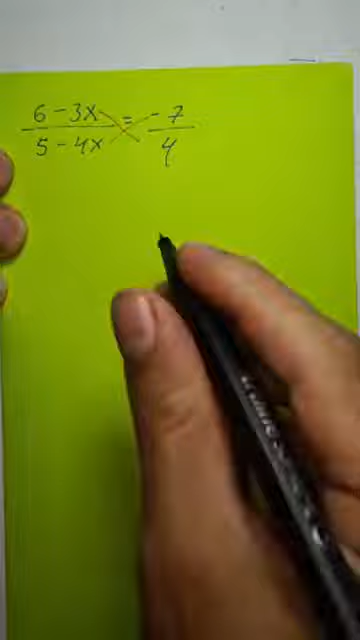 6 - 3x = -7
5 - 4x   4